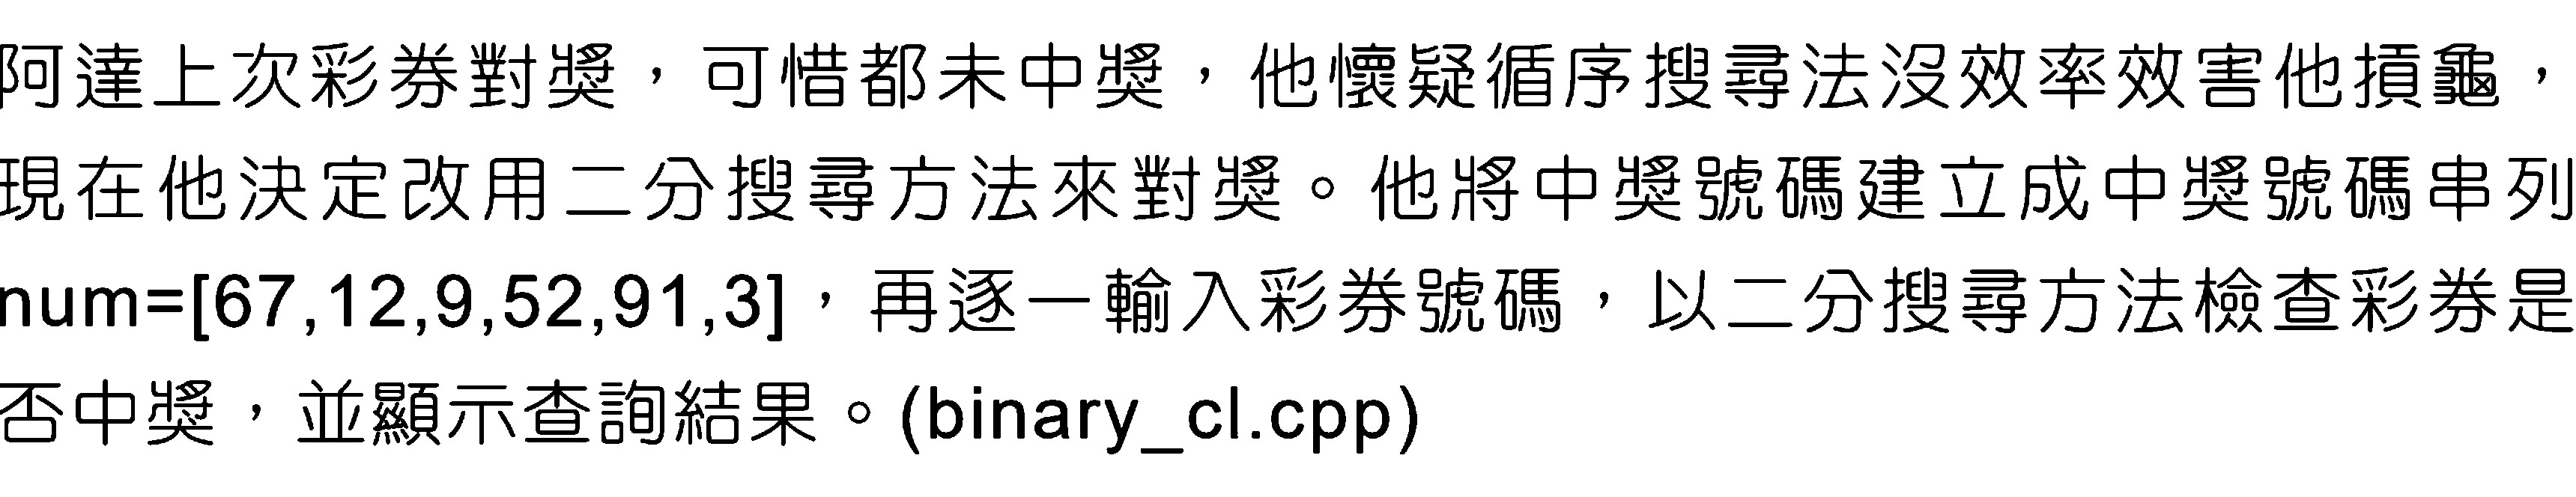 阿達上次彩券對獎，可惜都未中獎，他懷疑循序搜尋法沒效率效害他摃龜，
現在他決定改用二分搜尋方法來對獎。他將中獎號碼建立成中獎號碼串列
num=[67,12,9,52,91,3]，再逐一輸入彩券號碼，以二分搜尋方法檢查彩券是
否中獎，並顯示查詢結果。(binary_cl.cpp)